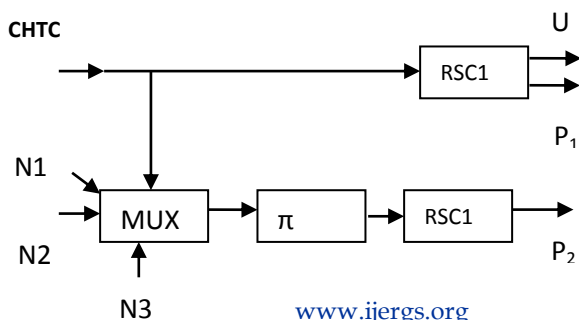 U
CHTC
RSC1
P1
N1
MUX
π
RSC1
N2
P2
N3
www.ijergs.org